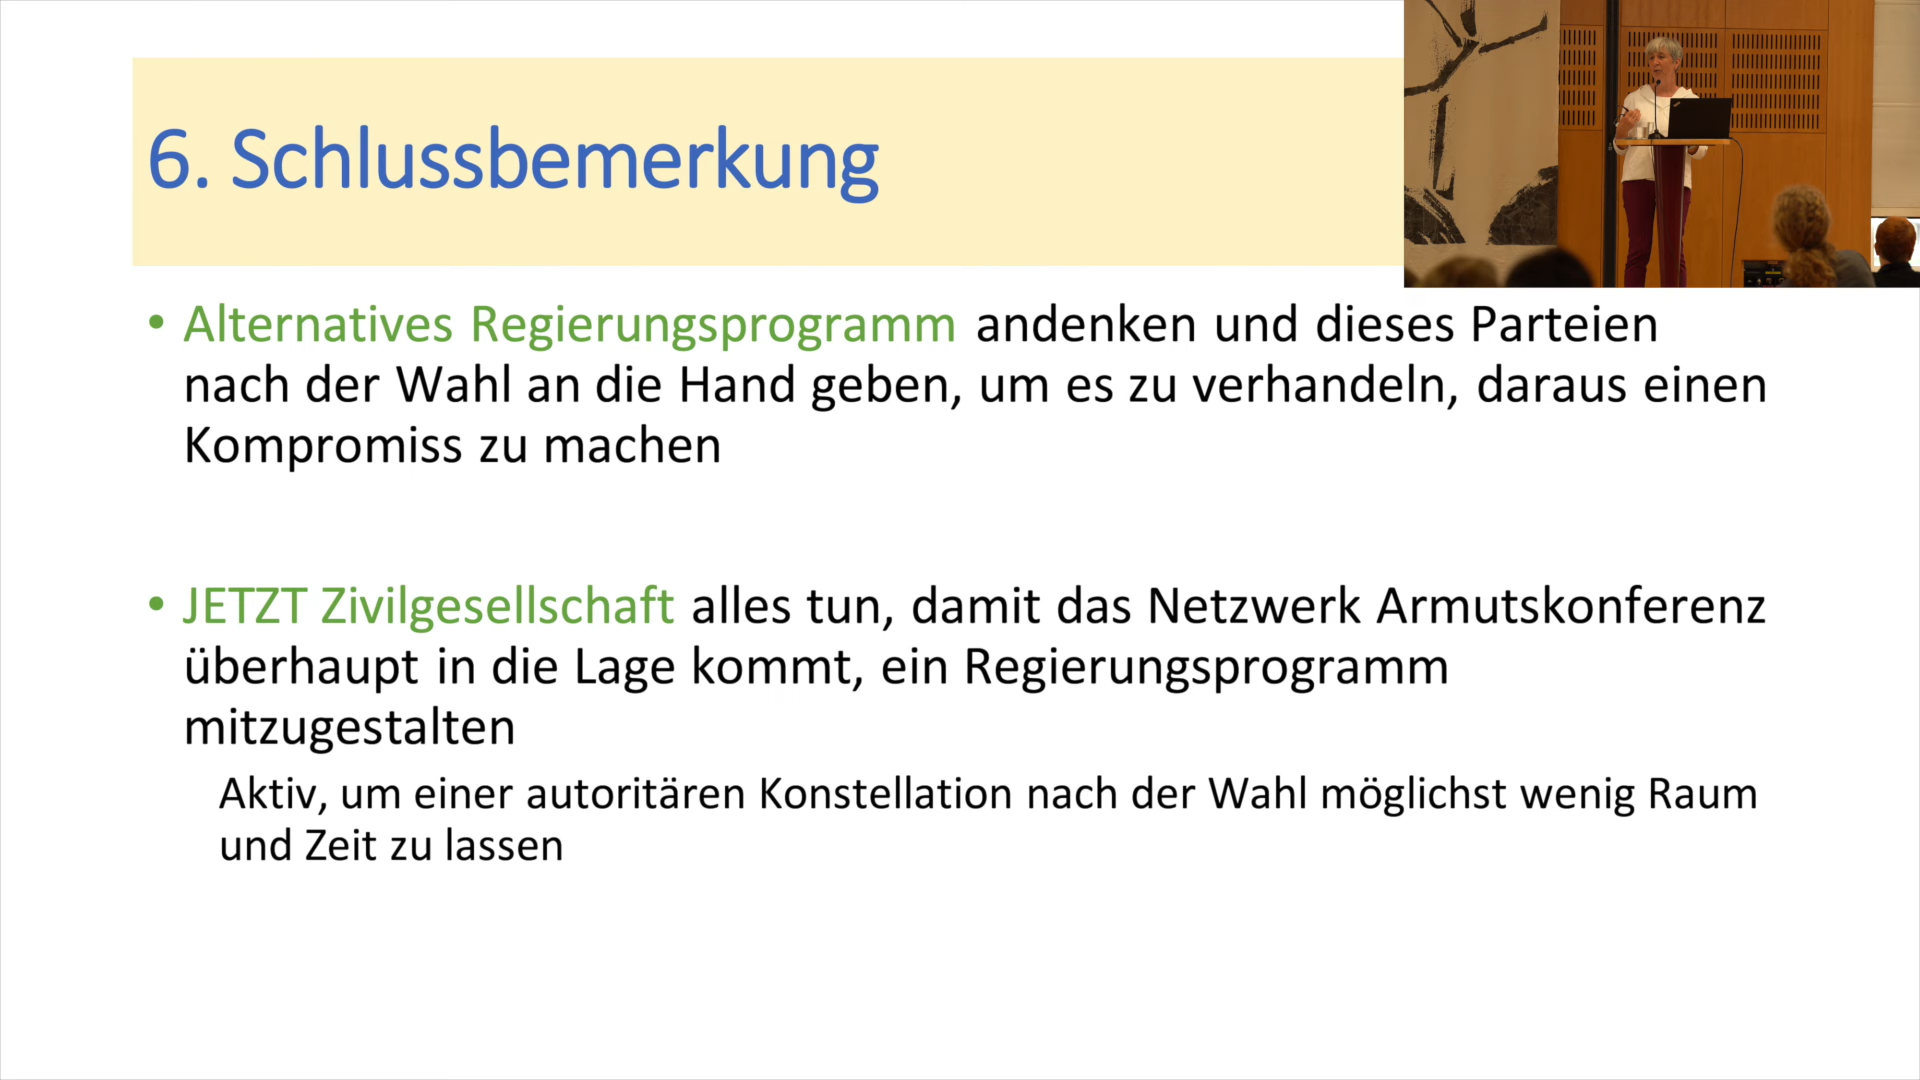 6. Schlussbemerkung
• Alternatives Regierungsprogramm andenken und dieses Parteien
nach der Wahl an die Hand geben, um es zu verhandeln, daraus einen
Kompromiss zu machen
• JETZT Zivilgesellschaft alles tun, damit das Netzwerk Armutskonferenz
überhaupt in die Lage kommt, ein Regierungsprogramm
mitzugestalten
Aktiv, um einer autoritären Konstellation nach der Wahl möglichst wenig Raum
und Zeit zu lassen